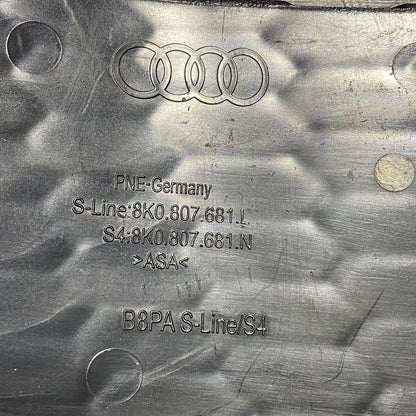 PNE-Germany
S-Line:8K0.807.681.L
S4:8K0.807.681.N
>ASA<
B8PA S-Line/S4